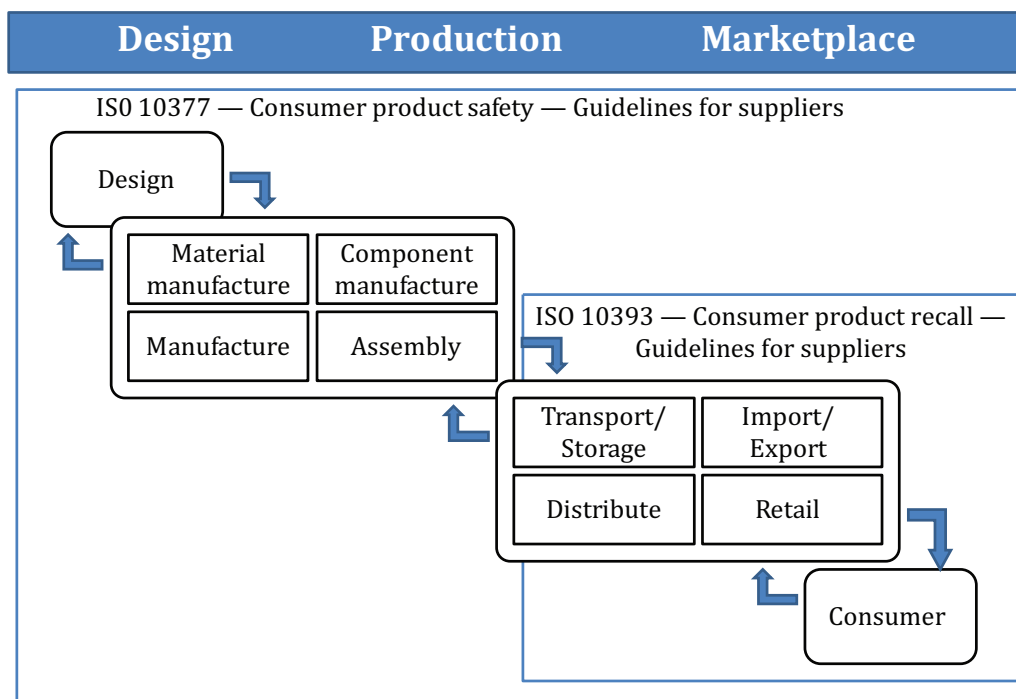 Design Production Marketplace
IS0 10377 — Consumer product safety — Guidelines for suppliers
Design
Material
manufacture
Component
manufacture
Manufacture
Assembly
ISO 10393 — Consumer product recall —
Guidelines for suppliers
Transport/
Storage
Import/
Export
Distribute
Retail
Consumer